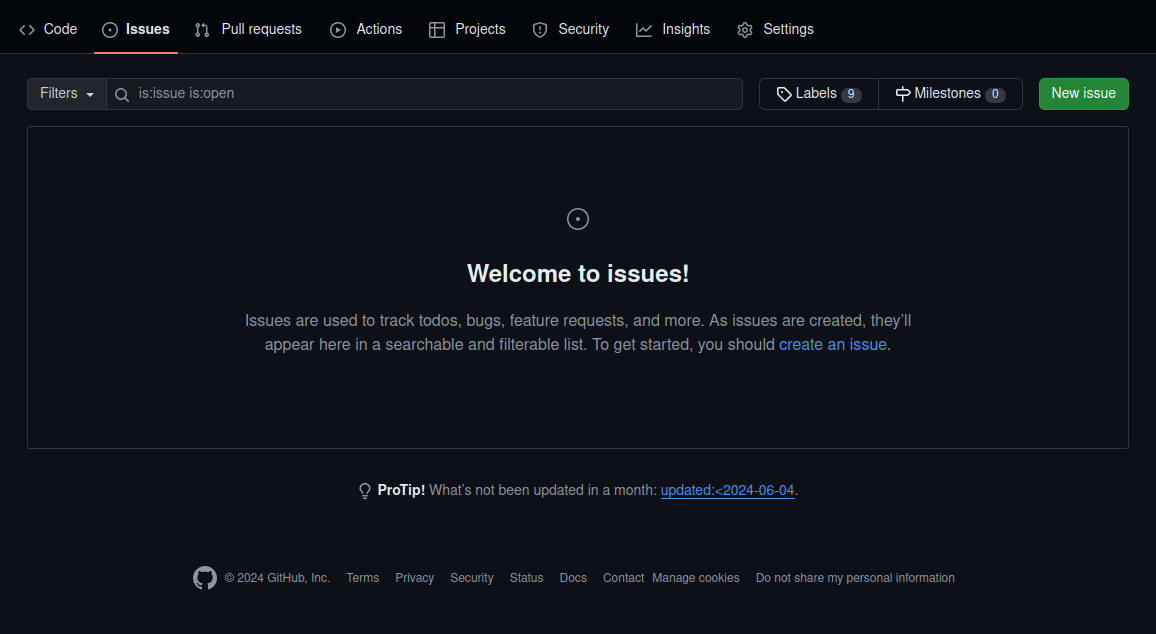 Code Issues Pull requests Actions Projects Security Insights Settings
Filters is:issue is:open Labels 9 Milestones 0 New issue
Welcome to issues!
Issues are used to track todos, bugs, feature requests, and more. As issues are created, they’ll
appear here in a searchable and filterable list. To get started, you should create an issue.
ProTip! What’s not been updated in a month: updated:<2024-06-04.
© 2024 GitHub, Inc. Terms Privacy Security Status Docs Contact Manage cookies Do not share my personal information